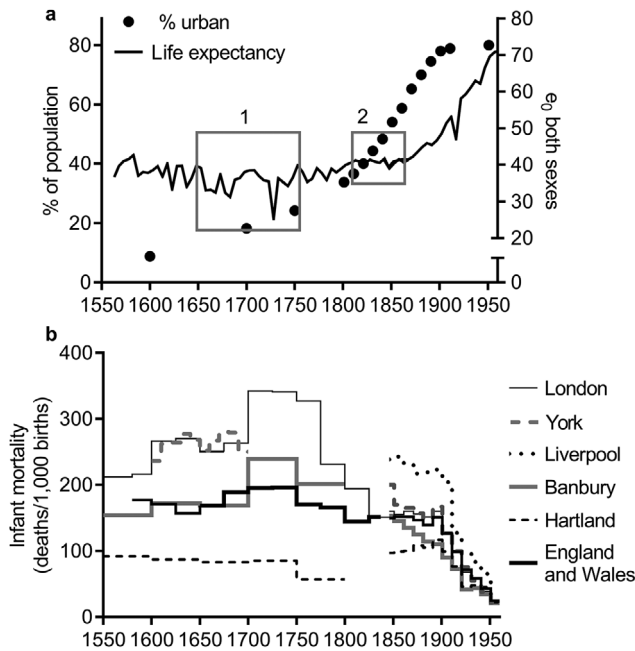 a
% urban
Life expectancy
% of population
80
60
40
20
0
1
2
80
70
60
50
40
30
20
0
e0 both sexes
1550 1600 1650 1700 1750 1800 1850 1900 1950
b
Infant mortality
(deaths/1,000 births)
400
300
200
100
0
1550 1600 1650 1700 1750 1800 1850 1900 1950
London
York
Liverpool
Banbury
Hartland
England
and Wales